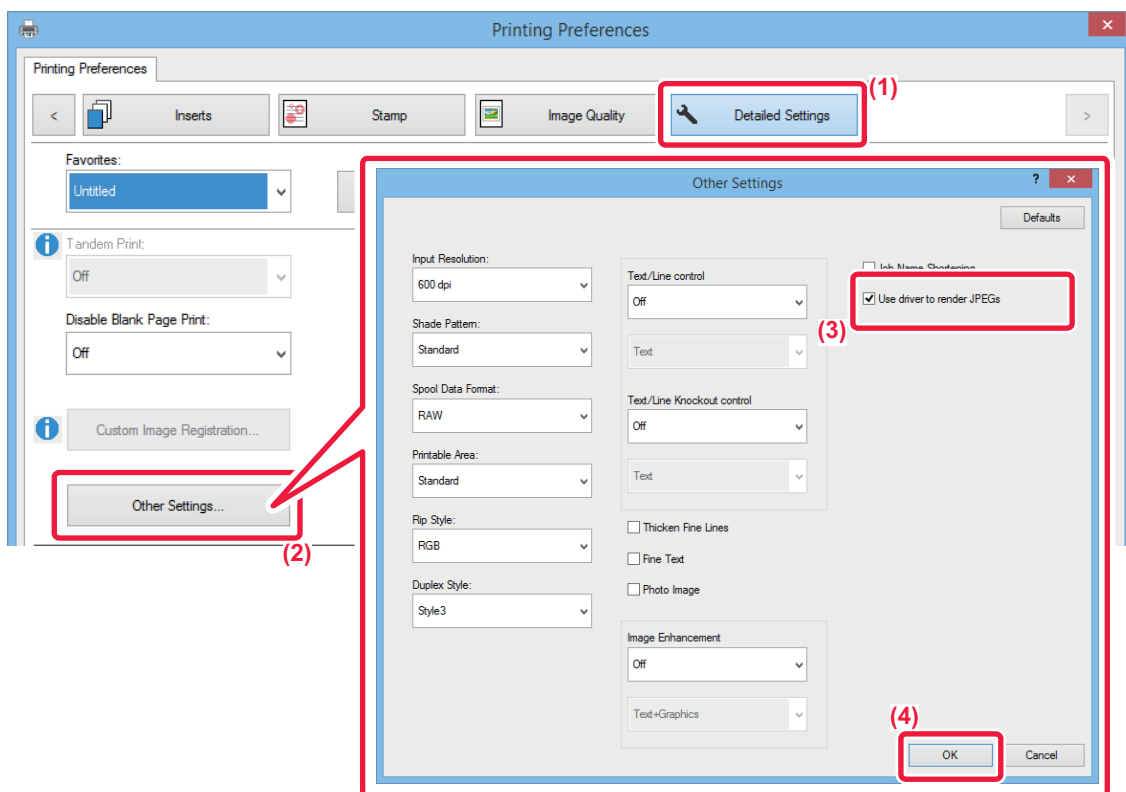 Printing Preferences
Printing Preferences
(1)
< Inserts Stamp Image Quality Detailed Settings >
Favorites:
Untitled
Tandem Print:
Off
Disable Blank Page Print:
Off
Custom Image Registration...
Other Settings...
(2)
Other Settings ?
Defaults
Input Resolution:
600 dpi
Shade Pattern:
Standard
Spool Data Format:
RAW
Printable Area:
Standard
Rip Style:
RGB
Duplex Style:
Style3
Text/Line control
Off
Text
Text/Line Knockout control
Off
Text
Thicken Fine Lines
Fine Text
Photo Image
Image Enhancement
Off
Text+Graphics
Job Name Shortening
Use driver to render JPEGs
(3)
(4)
OK Cancel